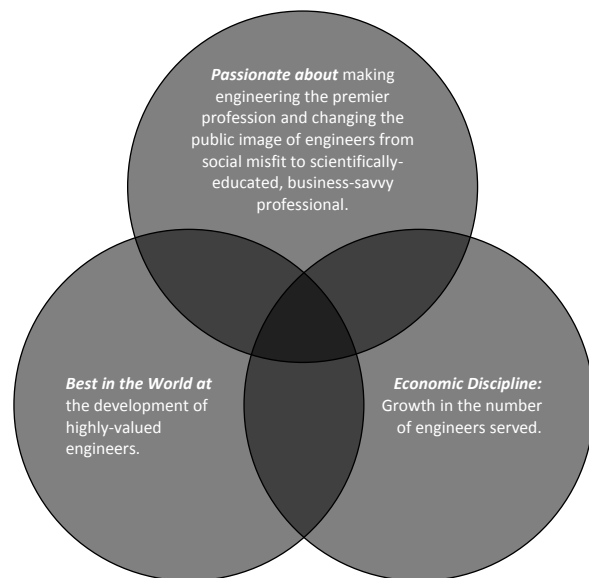 Passionate about making
engineering the premier
profession and changing the
public image of engineers from
social misfit to scientifically-
educated, business-savvy
professional.
Best in the World at
the development of
highly-valued
engineers.
Economic Discipline:
Growth in the number
of engineers served.